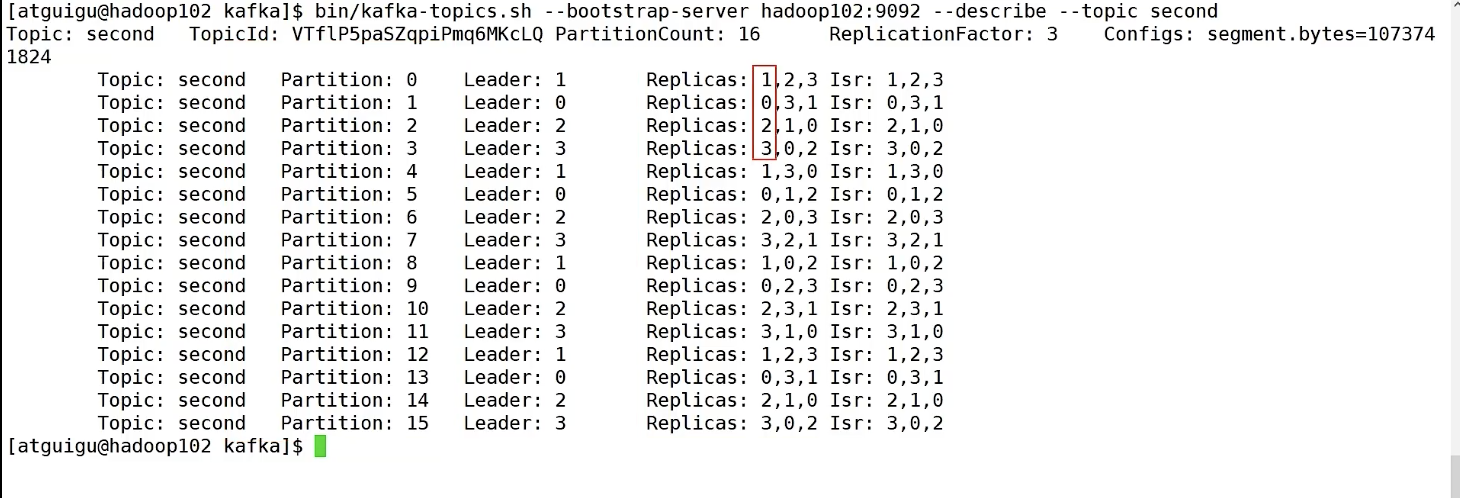 [atguigu@hadoop102 kafka]$ bin/kafka-topics.sh --bootstrap-server hadoop102:9092 --describe --topic second
Topic: second   TopicId: VTflP5paSZqpiPmq6MKcLQ PartitionCount: 16      ReplicationFactor: 3    Configs: segment.bytes=107374
1824
        Topic: second   Partition: 0    Leader: 1       Replicas: 1,2,3 Isr: 1,2,3
        Topic: second   Partition: 1    Leader: 0       Replicas: 0,3,1 Isr: 0,3,1
        Topic: second   Partition: 2    Leader: 2       Replicas: 2,1,0 Isr: 2,1,0
        Topic: second   Partition: 3    Leader: 3       Replicas: 3,0,2 Isr: 3,0,2
        Topic: second   Partition: 4    Leader: 1       Replicas: 1,3,0 Isr: 1,3,0
        Topic: second   Partition: 5    Leader: 0       Replicas: 0,1,2 Isr: 0,1,2
        Topic: second   Partition: 6    Leader: 2       Replicas: 2,0,3 Isr: 2,0,3
        Topic: second   Partition: 7    Leader: 3       Replicas: 3,2,1 Isr: 3,2,1
        Topic: second   Partition: 8    Leader: 1       Replicas: 1,0,2 Isr: 1,0,2
        Topic: second   Partition: 9    Leader: 0       Replicas: 0,2,3 Isr: 0,2,3
        Topic: second   Partition: 10   Leader: 2       Replicas: 2,3,1 Isr: 2,3,1
        Topic: second   Partition: 11   Leader: 3       Replicas: 3,1,0 Isr: 3,1,0
        Topic: second   Partition: 12   Leader: 1       Replicas: 1,2,3 Isr: 1,2,3
        Topic: second   Partition: 13   Leader: 0       Replicas: 0,3,1 Isr: 0,3,1
        Topic: second   Partition: 14   Leader: 2       Replicas: 2,1,0 Isr: 2,1,0
        Topic: second   Partition: 15   Leader: 3       Replicas: 3,0,2 Isr: 3,0,2
[atguigu@hadoop102 kafka]$